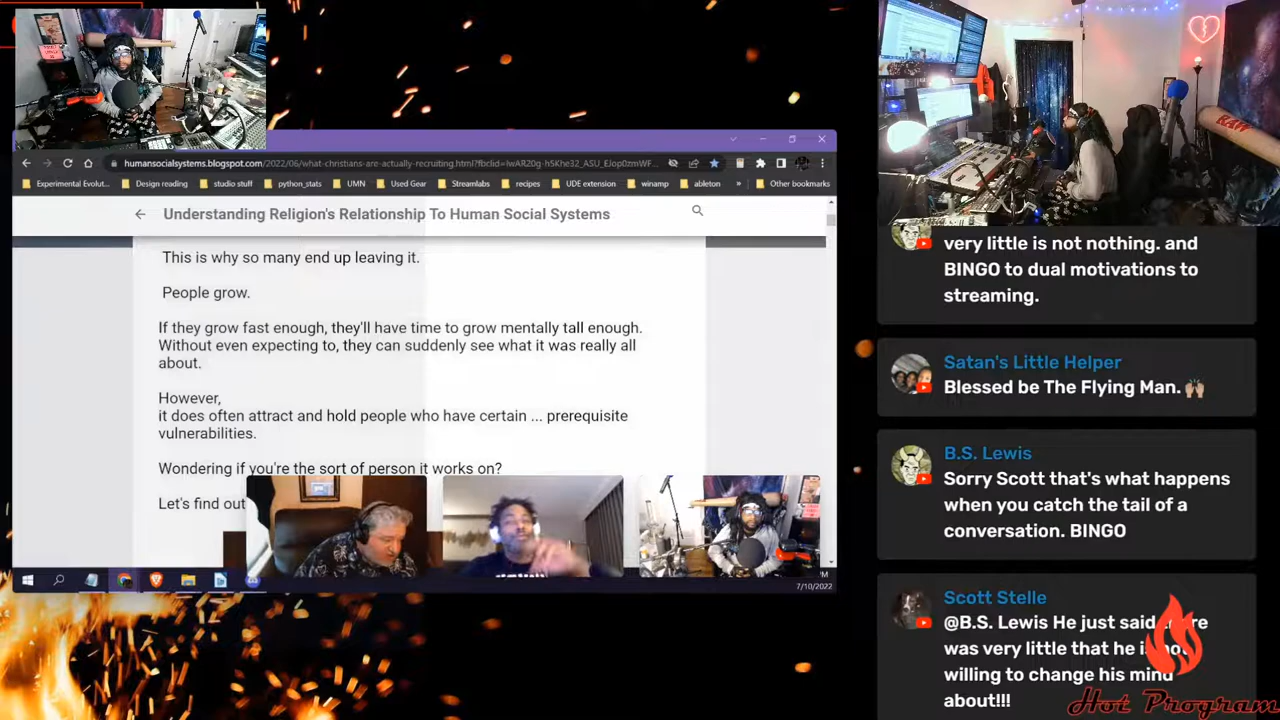 humansocialsystems.blogspot.com/2022/06/what-christians-are-actually-recruiting.html?fbclid=IwAR20g-h5Khe32_ASU_EJop0zmWF...
Experimental Evolut...
Design reading
studio stuff
python_stats
UMN
Used Gear
Streamlabs
recipes
UDE extension
winamp
ableton
»
Other bookmarks
Understanding Religion's Relationship To Human Social Systems
This is why so many end up leaving it.
People grow.
If they grow fast enough, they'll have time to grow mentally tall enough.
Without even expecting to, they can suddenly see what it was really all
about.
However,
it does often attract and hold people who have certain ... prerequisite
vulnerabilities.
Wondering if you're the sort of person it works on?
Let's find out
7/10/2022
RAW
very little is not nothing. and
BINGO to dual motivations to
streaming.
Satan's Little Helper
Blessed be The Flying Man. 🙌🏽
B.S. Lewis
Sorry Scott that's what happens
when you catch the tail of a
conversation. BINGO
Scott Stelle
@B.S. Lewis He just said
was very little that he is not
willing to change his mind
about!!!
Hot Program